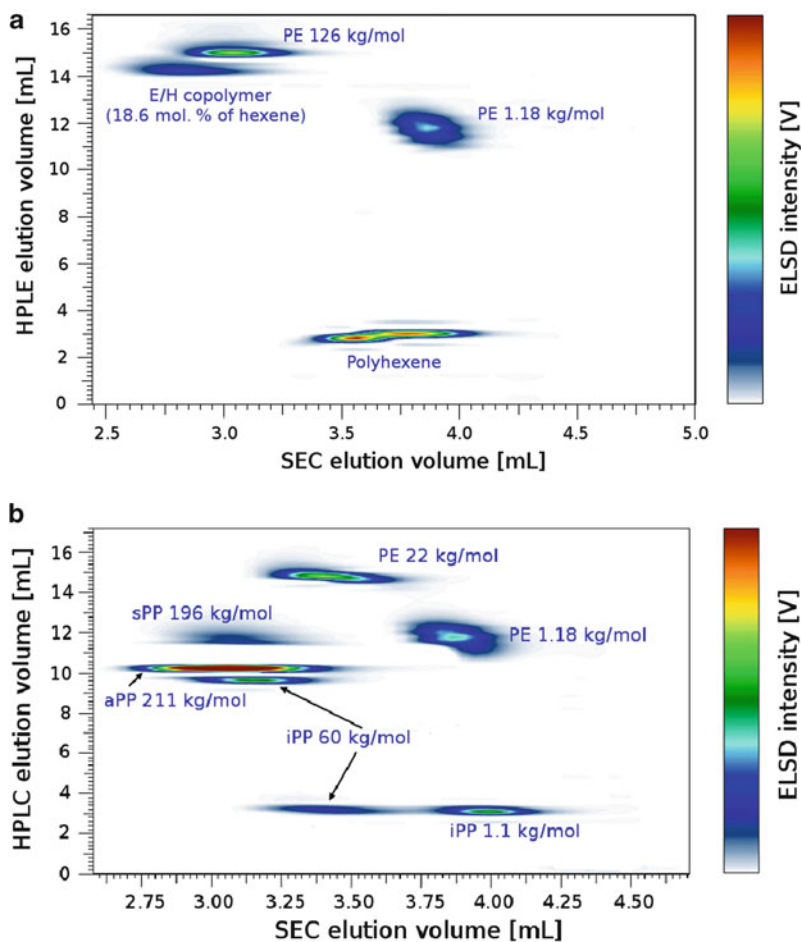 a
16
14
12
10
8
6
4
2
0
HPLE elution volume [mL]
PE 126 kg/mol
E/H copolymer
(18.6 mol. % of hexene)
PE 1.18 kg/mol
Polyhexene
2.5 3.0 3.5 4.0 4.5 5.0
SEC elution volume [mL]
ELSD intensity [V]
b
16
14
12
10
8
6
4
2
0
HPLC elution volume [mL]
PE 22 kg/mol
sPP 196 kg/mol
PE 1.18 kg/mol
aPP 211 kg/mol
iPP 60 kg/mol
iPP 1.1 kg/mol
2.75 3.00 3.25 3.50 3.75 4.00 4.25 4.50
SEC elution volume [mL]
ELSD intensity [V]